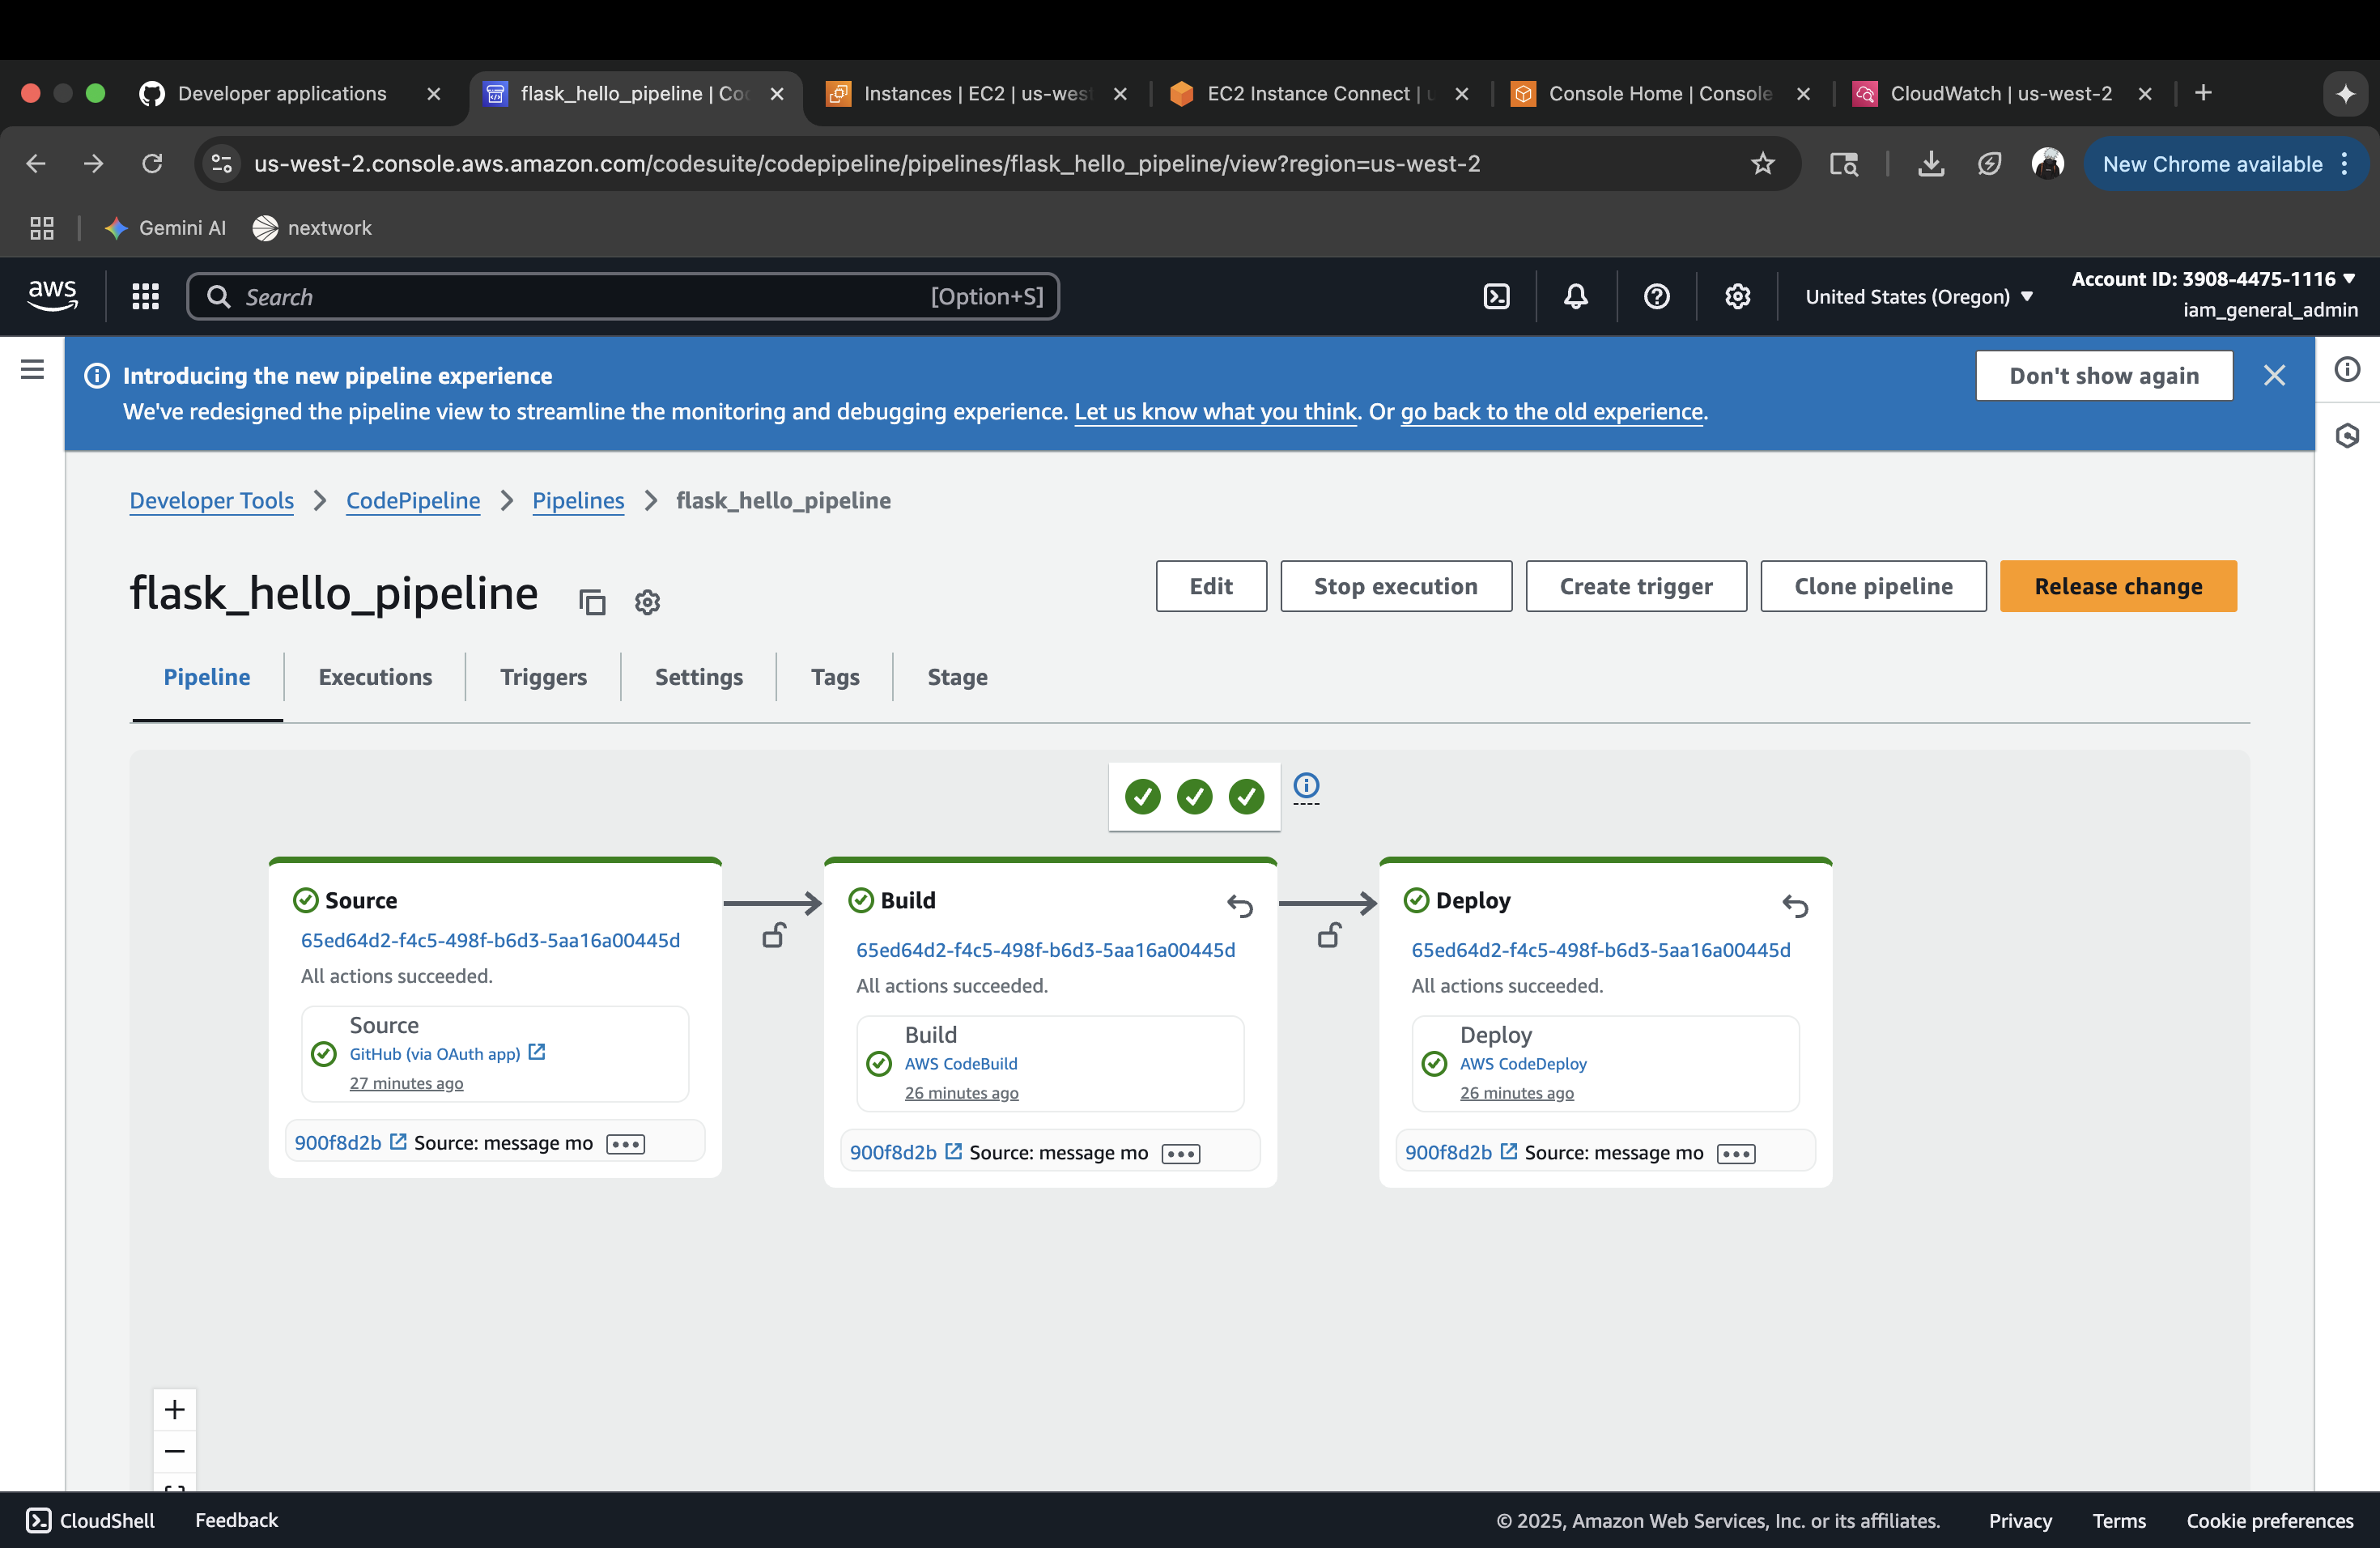 Developer applications
flask_hello_pipeline | Co
Instances | EC2 | us-wes
EC2 Instance Connect |
Console Home | Console
CloudWatch | us-west-2
us-west-2.console.aws.amazon.com/codesuite/codepipeline/pipelines/flask_hello_pipeline/view?region=us-west-2
New Chrome available
Gemini AI
nextwork
aws
Search
[Option+S]
United States (Oregon)
Account ID: 3908-4475-1116
iam_general_admin
Introducing the new pipeline experience
We've redesigned the pipeline view to streamline the monitoring and debugging experience. Let us know what you think. Or go back to the old experience.
Don't show again
Developer Tools > CodePipeline > Pipelines > flask_hello_pipeline
flask_hello_pipeline
Edit
Stop execution
Create trigger
Clone pipeline
Release change
Pipeline
Executions
Triggers
Settings
Tags
Stage
Source
65ed64d2-f4c5-498f-b6d3-5aa16a00445d
All actions succeeded.
Source
GitHub (via OAuth app)
27 minutes ago
900f8d2b Source: message mo
Build
65ed64d2-f4c5-498f-b6d3-5aa16a00445d
All actions succeeded.
Build
AWS CodeBuild
26 minutes ago
900f8d2b Source: message mo
Deploy
65ed64d2-f4c5-498f-b6d3-5aa16a00445d
All actions succeeded.
Deploy
AWS CodeDeploy
26 minutes ago
900f8d2b Source: message mo
CloudShell
Feedback
© 2025, Amazon Web Services, Inc. or its affiliates.
Privacy
Terms
Cookie preferences